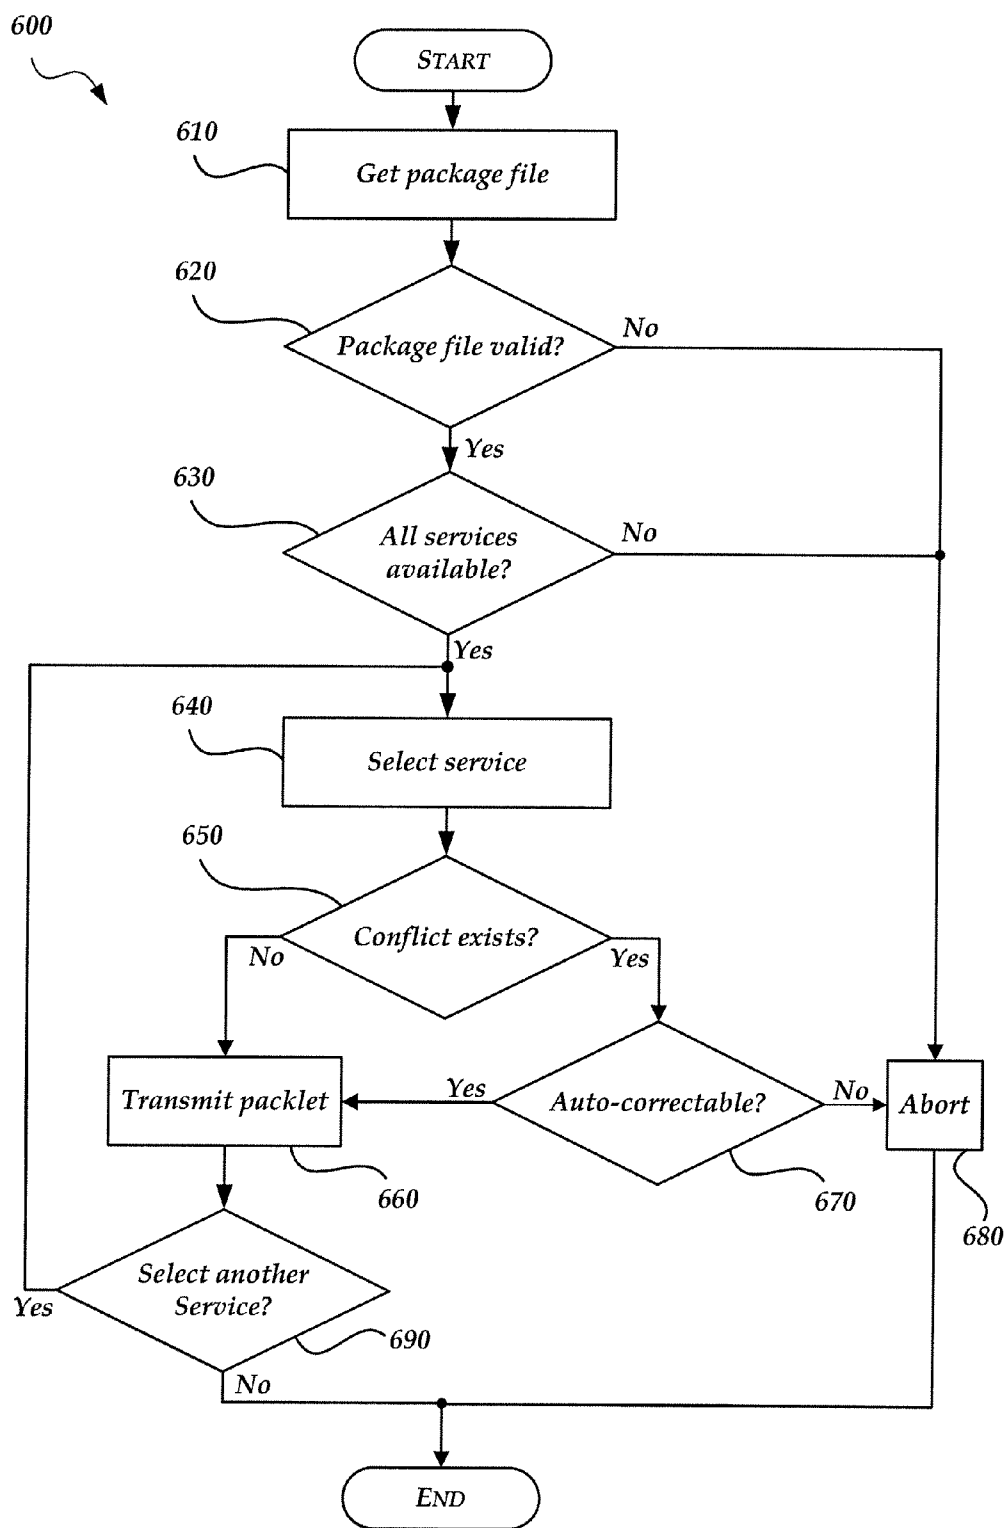 600
START
610
Get package file
620
Package file valid?
No
Yes
630
All services
available?
No
Yes
640
Select service
650
Conflict exists?
No
Yes
Transmit packlet
Yes
Auto-correctable?
No
Abort
660
670
680
Select another
Service?
Yes
690
No
END